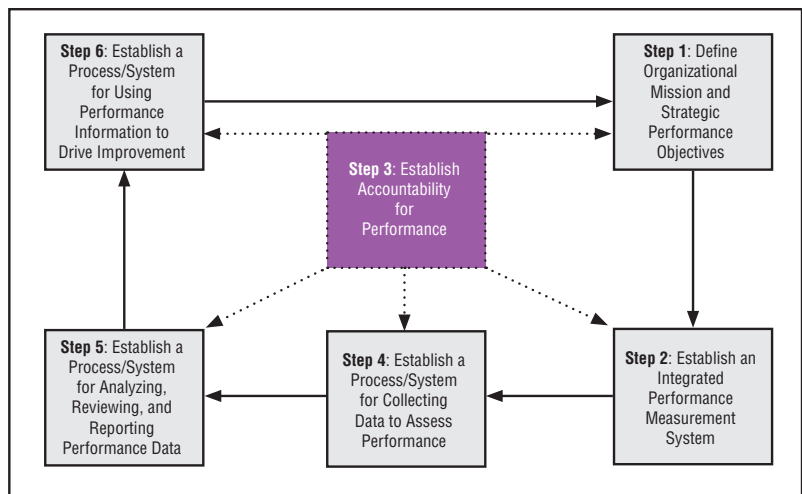 Step 6: Establish a
Process/System
for Using
Performance
Information to
Drive Improvement
Step 1: Define
Organizational
Mission and
Strategic
Performance
Objectives
Step 3: Establish
Accountability
for
Performance
Step 5: Establish a
Process/System
for Analyzing,
Reviewing, and
Reporting
Performance Data
Step 4: Establish a
Process/System
for Collecting
Data to Assess
Performance
Step 2: Establish an
Integrated
Performance
Measurement
System